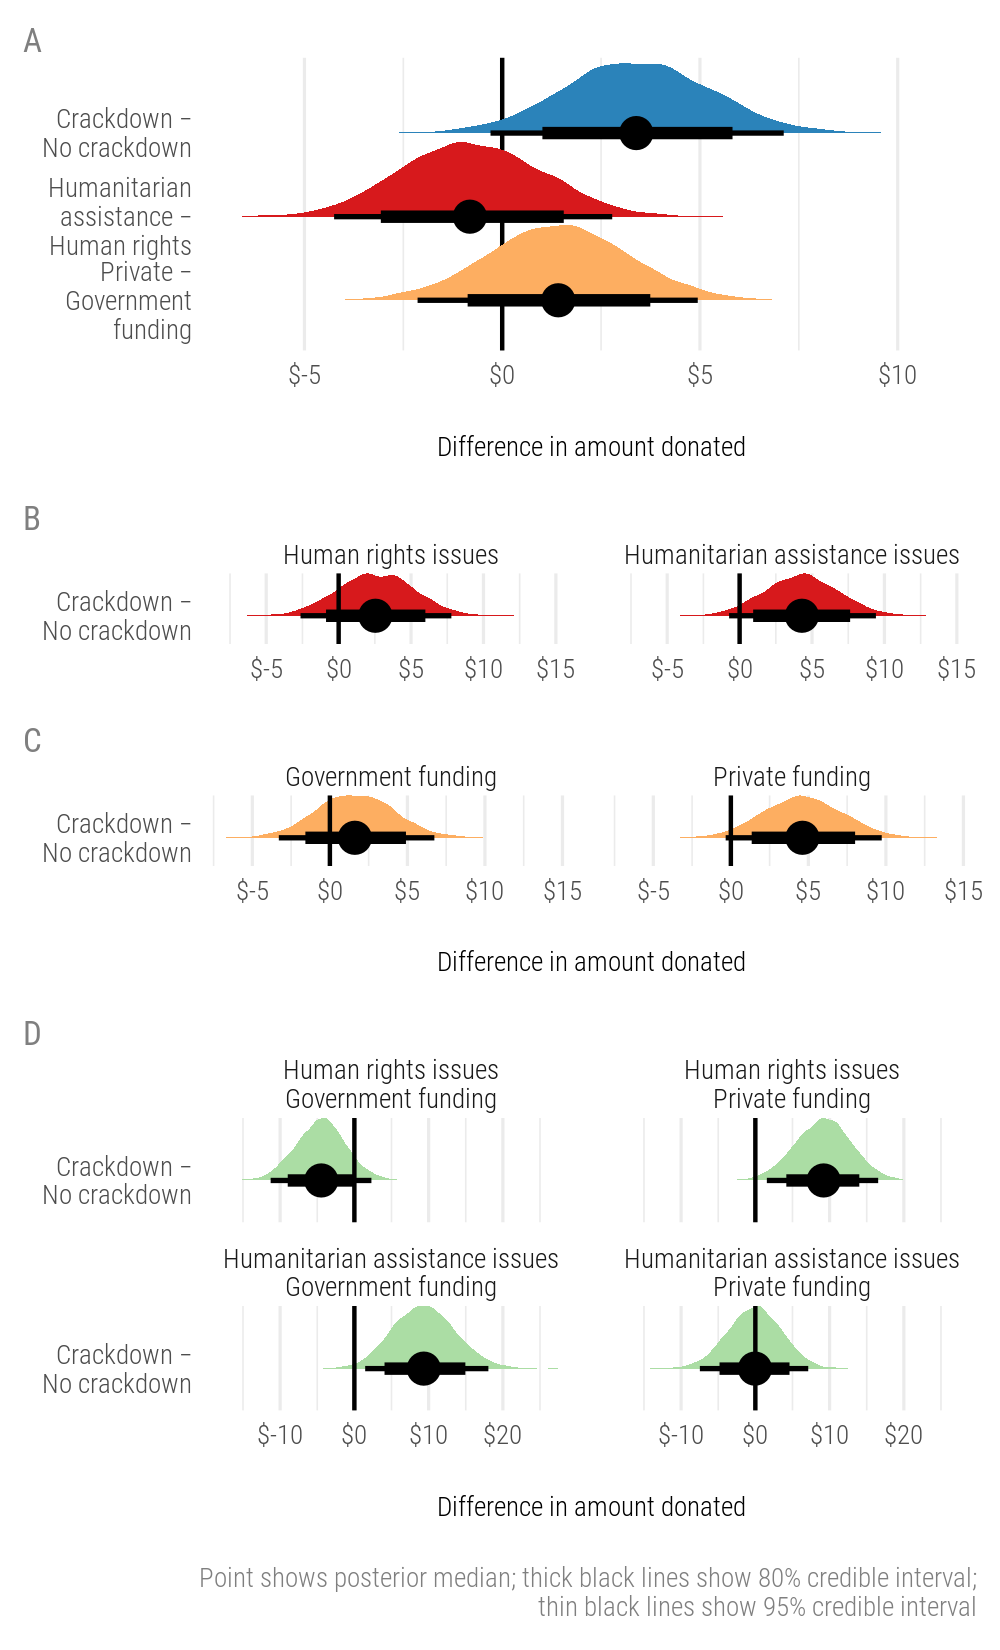 A
Crackdown –
No crackdown
Humanitarian
assistance –
Human rights
Private –
Government
funding
$-5 $0 $5 $10
Difference in amount donated
B
Human rights issues Humanitarian assistance issues
Crackdown –
No crackdown
$-5 $0 $5 $10 $15 $-5 $0 $5 $10 $15
C
Government funding Private funding
Crackdown –
No crackdown
$-5 $0 $5 $10 $15 $-5 $0 $5 $10 $15
Difference in amount donated
D
Human rights issues Human rights issues
Government funding Private funding
Crackdown –
No crackdown
Humanitarian assistance issues Humanitarian assistance issues
Government funding Private funding
Crackdown –
No crackdown
$-10 $0 $10 $20 $-10 $0 $10 $20
Difference in amount donated
Point shows posterior median; thick black lines show 80% credible interval;
thin black lines show 95% credible interval